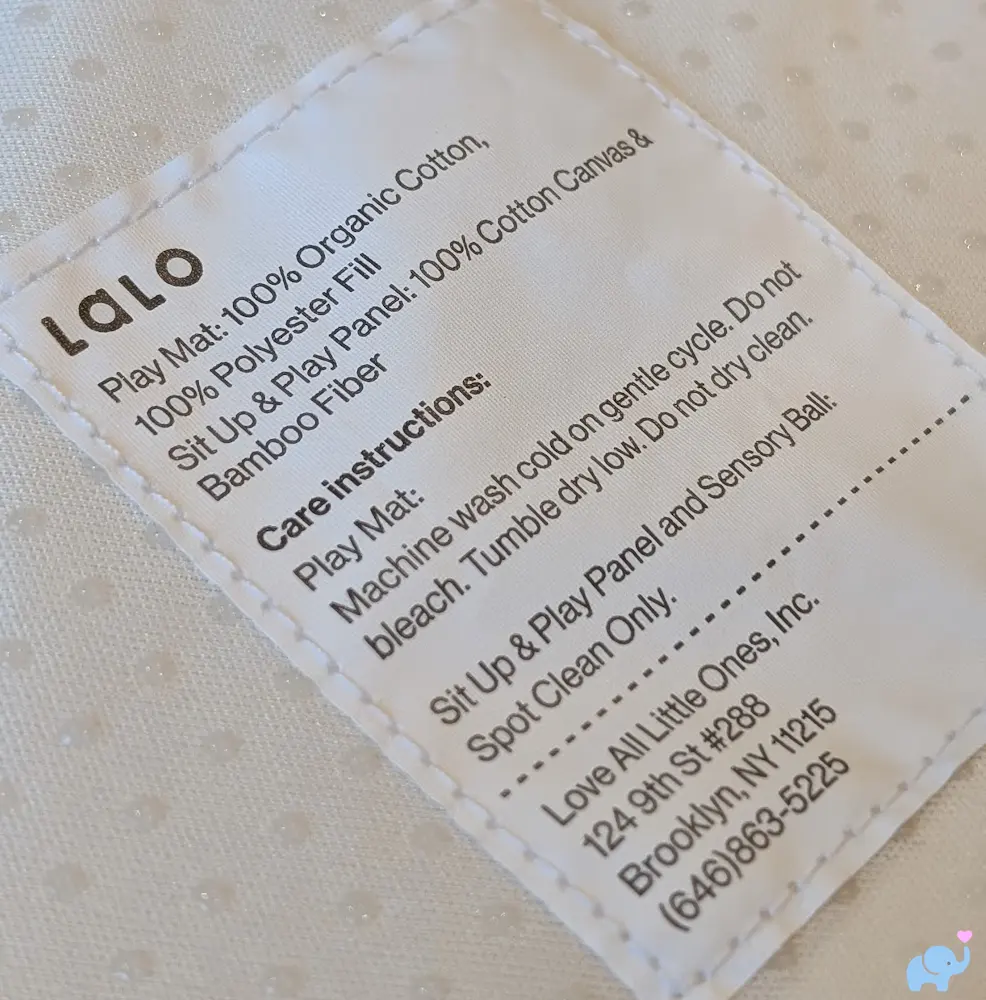 LaLO
Play Mat: 100% Organic Cotton,
100% Polyester Fill
Sit Up & Play Panel: 100% Cotton Canvas &
Bamboo Fiber
Care instructions:
Play Mat:
Machine wash cold on gentle cycle. Do not
bleach. Tumble dry low. Do not dry clean.
Sit Up & Play Panel and Sensory Ball:
Spot Clean Only.
Love All Little Ones, Inc.
124 9th St #288
Brooklyn, NY 11215
(646)863-5225